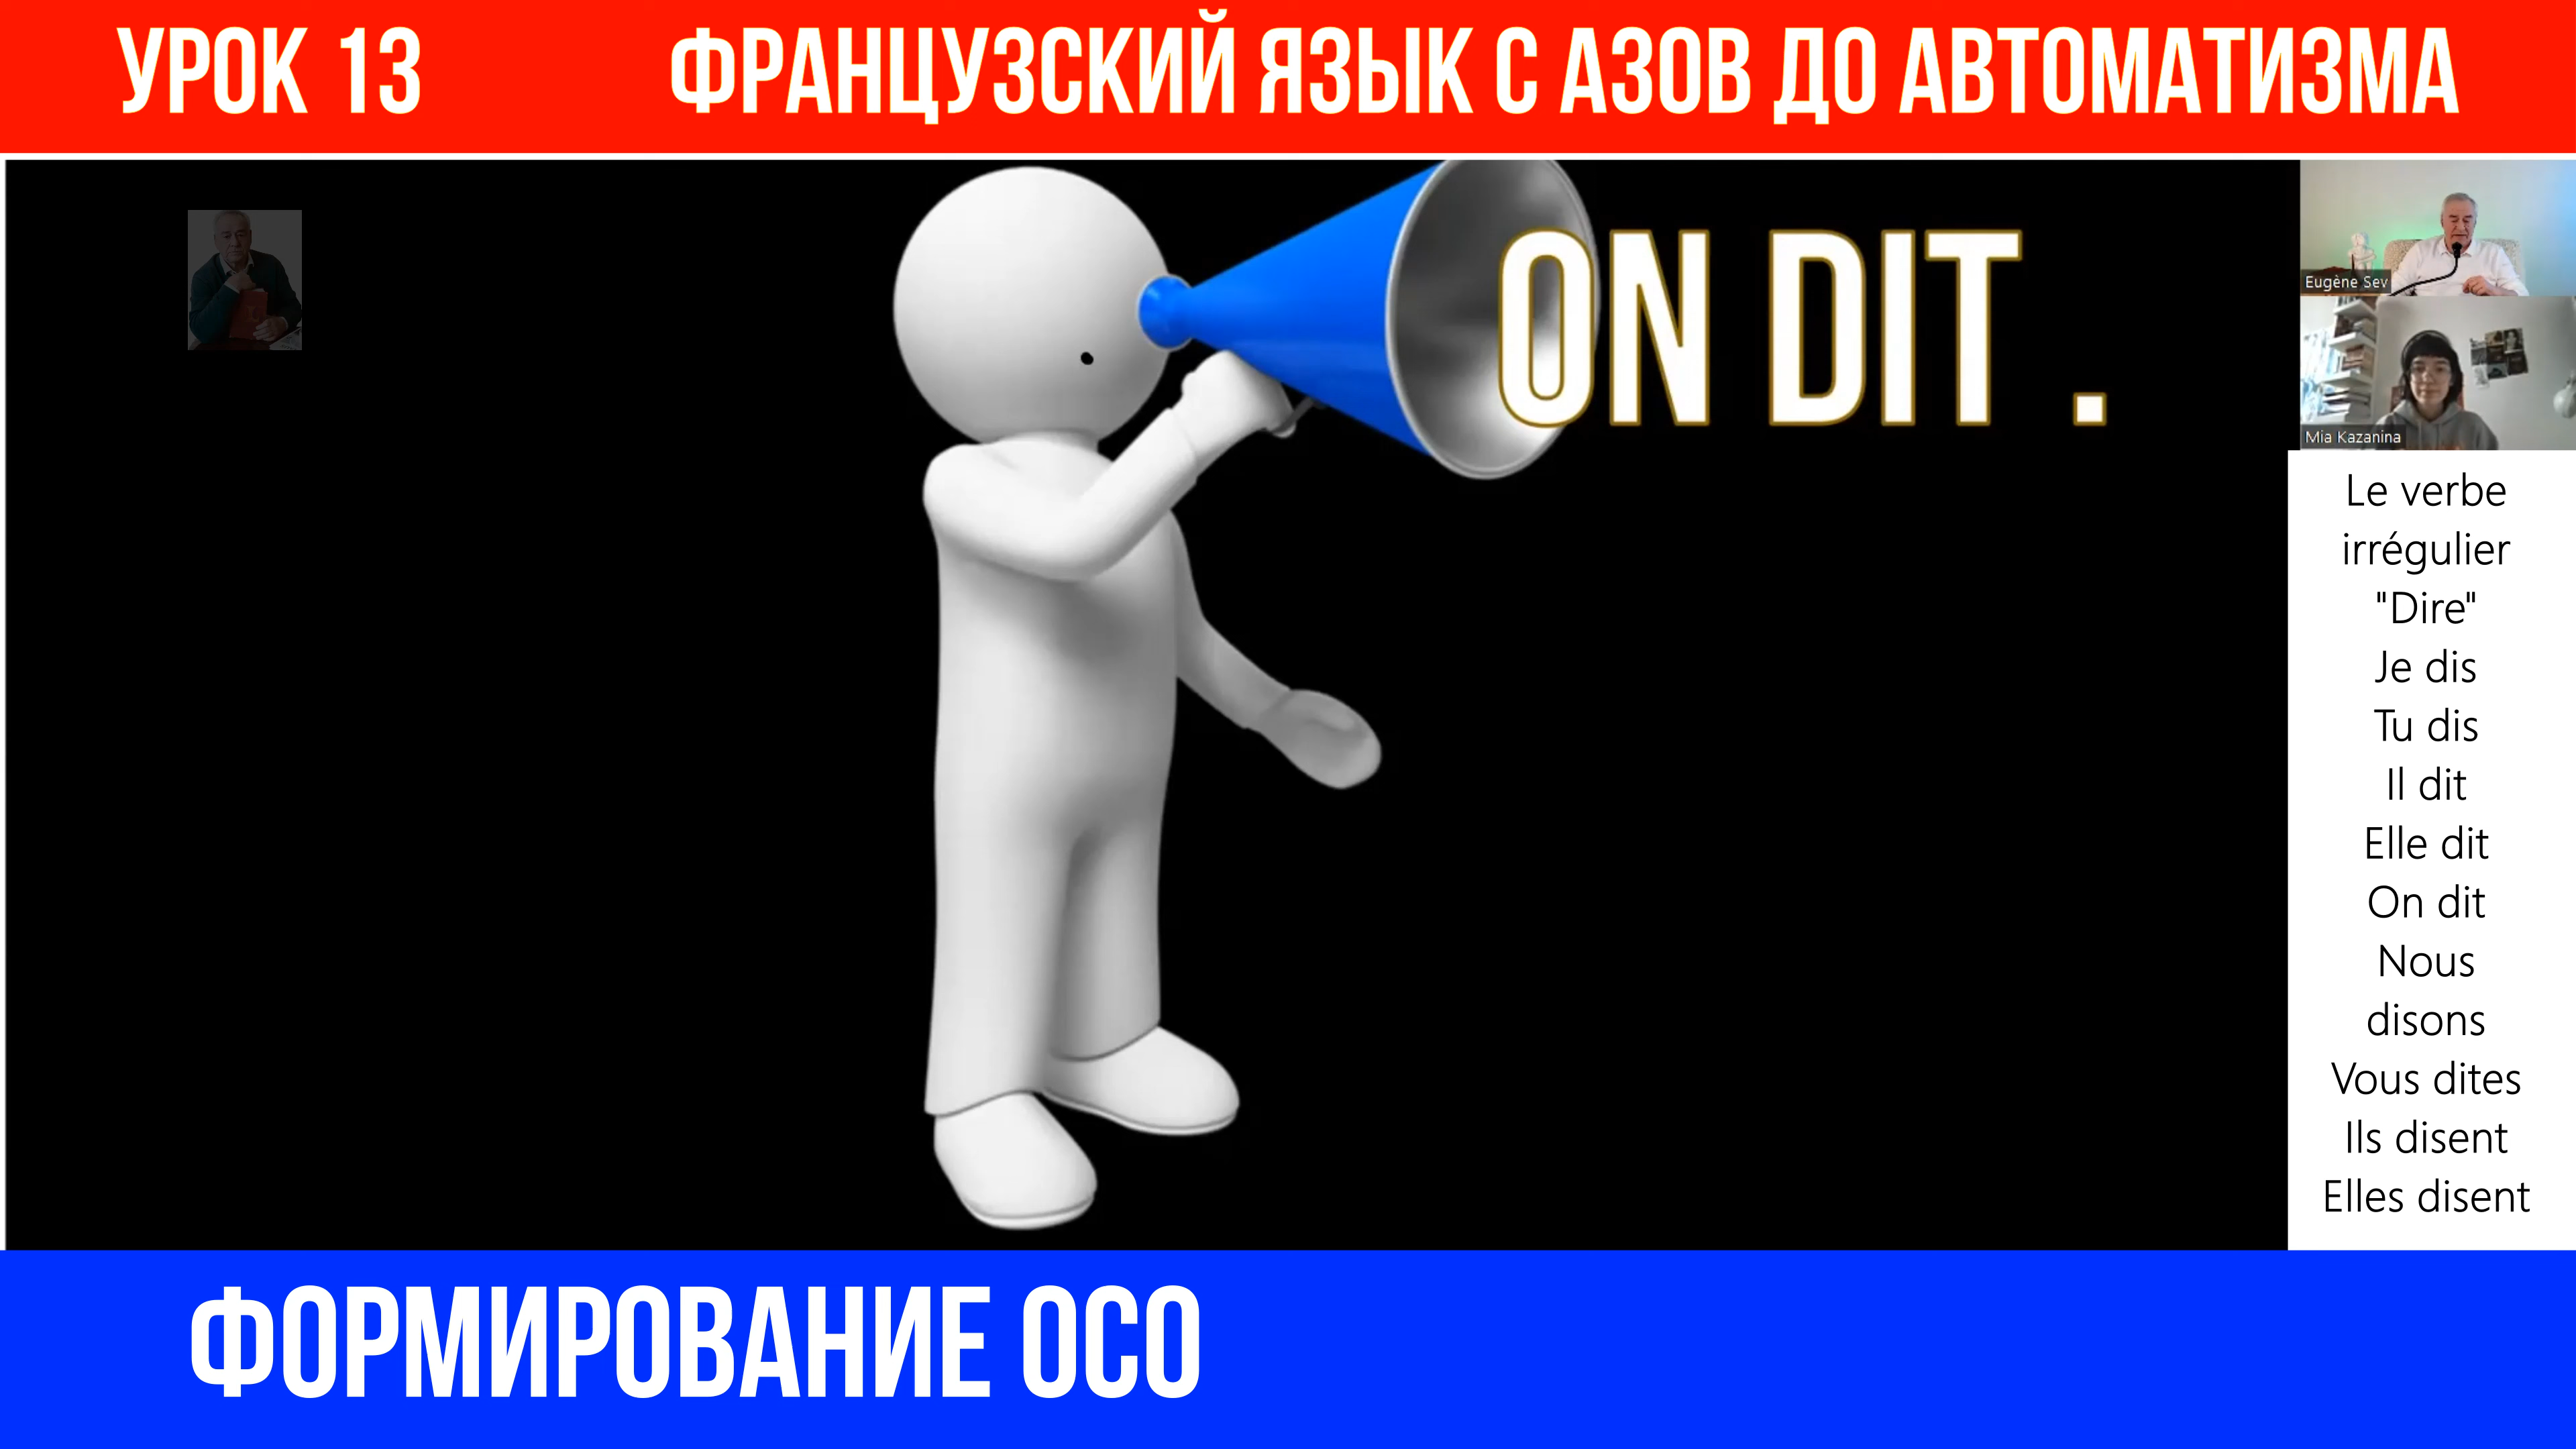 УРОК 13
ФРАНЦУЗСКИЙ ЯЗЫК С АЗОВ ДО АВТОМАТИЗМА
ON DIT .
Eugène Sev
Mia Kazanina
Le verbe
irrégulier
"Dire"
Je dis
Tu dis
Il dit
Elle dit
On dit
Nous
disons
Vous dites
Ils disent
Elles disent
ФОРМИРОВАНИЕ ОСО